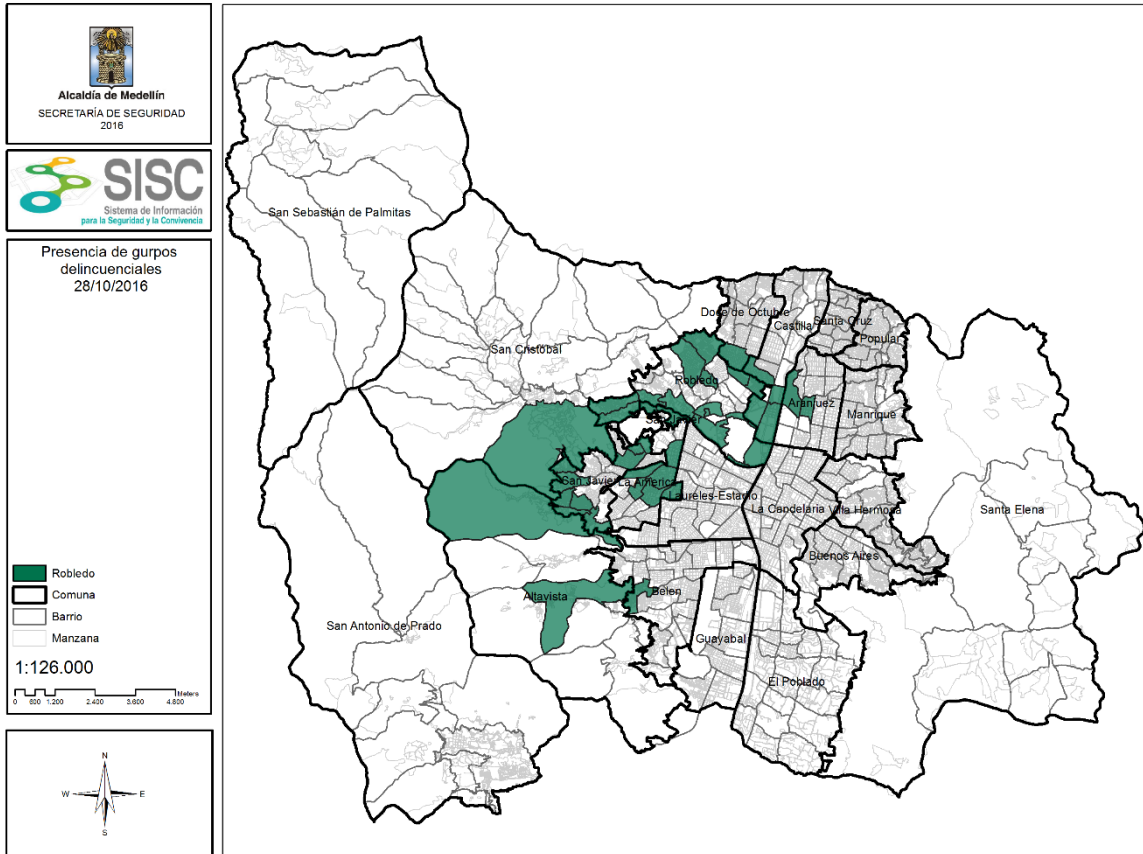 Alcaldía de Medellín
SECRETARÍA DE SEGURIDAD
2016
SISC
Sistema de Información
para la Seguridad y la Convivencia
Presencia de gurpos
delincuenciales
28/10/2016
Robledo
Comuna
Barrio
Manzana
1:126.000
0 600 1.200 2.400 3.600 4.800 Meters
N
W E
S
San Sebastián de Palmitas
San Cristobal
Doce de Octubre
Castilla
Santa Cruz
Popular
Robledo
Aranjuez
Manrique
San Javier
San Javier
La America
Laureles-Estadio
La Candelaria
Villa Hermosa
Santa Elena
Buenos Aires
Altavista
Belen
San Antonio de Prado
Guayabal
El Poblado